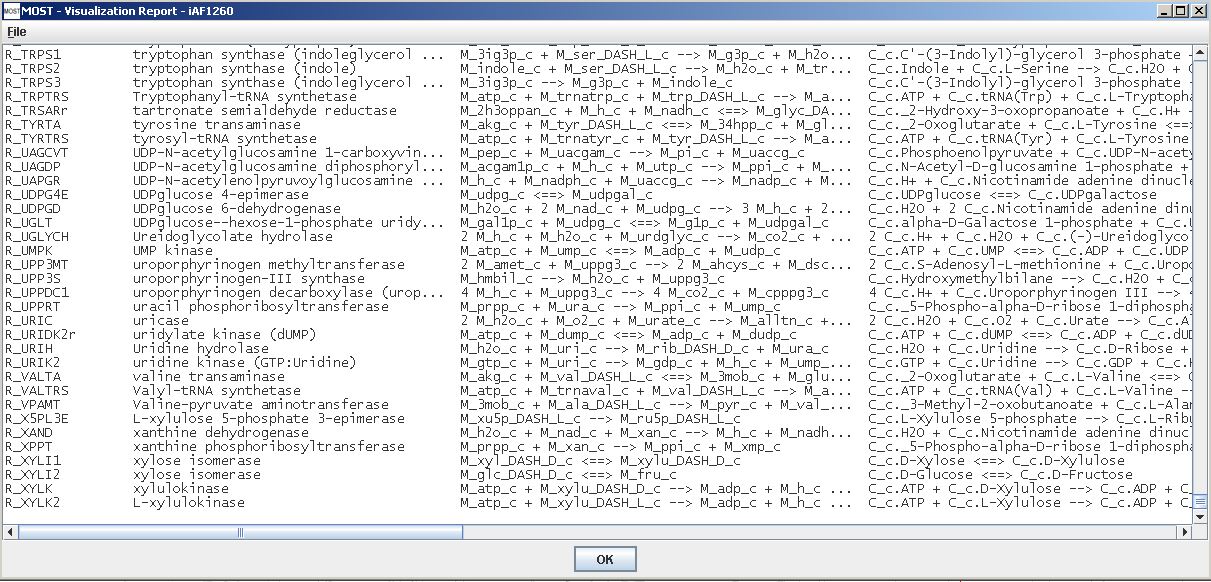 MOST MOST - Visualization Report - iAF1260
File
R_TRPS1 tryptophan synthase (indoleglycerol ... M_3ig3p_c + M_ser_DASH_L_c --> M_g3p_c + M_h2o... C_c.C'-(3-Indolyl)-glycerol 3-phosphate -
R_TRPS2 tryptophan synthase (indole) M_indole_c + M_ser_DASH_L_c --> M_h2o_c + M_tr... C_c.Indole + C_c.L-Serine --> C_c.H2O + C
R_TRPS3 tryptophan synthase (indoleglycerol ... M_3ig3p_c --> M_g3p_c + M_indole_c C_c.C'-(3-Indolyl)-glycerol 3-phosphate -
R_TRPTRS Tryptophanyl-tRNA synthetase M_atp_c + M_trnatrp_c + M_trp_DASH_L_c --> M_a... C_c.ATP + C_c.tRNA(Trp) + C_c.L-Tryptopha
R_TRSARr tartronate semialdehyde reductase M_2h3oppan_c + M_h_c + M_nadh_c <==> M_glyc_DA... C_c._2-Hydroxy-3-oxopropanoate + C_c.H+ -
R_TYRTA tyrosine transaminase M_akg_c + M_tyr_DASH_L_c <==> M_34hpp_c + M_gl... C_c._2-Oxoglutarate + C_c.L-Tyrosine <==>
R_TYRTRS tyrosyl-tRNA synthetase M_atp_c + M_trnatyr_c + M_tyr_DASH_L_c --> M_a... C_c.ATP + C_c.tRNA(Tyr) + C_c.L-Tyrosine
R_UAGCVT UDP-N-acetylglucosamine 1-carboxyvin... M_pep_c + M_uacgam_c --> M_pi_c + M_uaccg_c C_c.Phosphoenolpyruvate + C_c.UDP-N-acety
R_UAGDP UDP-N-acetylglucosamine diphosphoryl... M_acgam1p_c + M_h_c + M_utp_c --> M_ppi_c + M_... C_c.N-Acetyl-D-glucosamine 1-phosphate +
R_UAPGR UDP-N-acetylenolpyruvoylglucosamine ... M_h_c + M_nadph_c + M_uaccg_c --> M_nadp_c + M... C_c.H+ + C_c.Nicotinamide adenine dinucle
R_UDPG4E UDPglucose 4-epimerase M_udpg_c <==> M_udpgal_c C_c.UDPglucose <==> C_c.UDPgalactose
R_UDPGD UDPglucose 6-dehydrogenase M_h2o_c + 2 M_nad_c + M_udpg_c --> 3 M_h_c + 2... C_c.H2O + 2 C_c.Nicotinamide adenine dinu
R_UGLT UDPglucose--hexose-1-phosphate uridy... M_gal1p_c + M_udpg_c <==> M_g1p_c + M_udpgal_c C_c.alpha-D-Galactose 1-phosphate + C_c.U
R_UGLYCH Ureidoglycolate hydrolase 2 M_h_c + M_h2o_c + M_urdglyc_c --> M_co2_c + ... 2 C_c.H+ + C_c.H2O + C_c.(-)-Ureidoglyco
R_UMPK UMP kinase M_atp_c + M_ump_c <==> M_adp_c + M_udp_c C_c.ATP + C_c.UMP <==> C_c.ADP + C_c.UDP
R_UPP3MT uroporphyrinogen methyltransferase 2 M_amet_c + M_uppg3_c --> 2 M_ahcys_c + M_dsc... 2 C_c.S-Adenosyl-L-methionine + C_c.Uropo
R_UPP3S uroporphyrinogen-III synthase M_hmbil_c --> M_h2o_c + M_uppg3_c C_c.Hydroxymethylbilane --> C_c.H2O +
R_UPPDC1 uroporphyrinogen decarboxylase (urop... 4 M_h_c + M_uppg3_c --> 4 M_co2_c + M_cpppg3_c 4 C_c.H+ + C_c.Uroporphyrinogen III --> 4
R_UPPRT uracil phosphoribosyltransferase M_prpp_c + M_ura_c --> M_ppi_c + M_ump_c C_c._5-Phospho-alpha-D-ribose 1-diphospha
R_URIC uricase 2 M_h2o_c + M_o2_c + M_urate_c --> M_alltn_c +... 2 C_c.H2O + C_c.O2 + C_c.Urate --> C_c.A
R_URIDK2r uridylate kinase (dUMP) M_atp_c + M_dump_c <==> M_adp_c + M_dudp_c C_c.ATP + C_c.dUMP <==> C_c.ADP + C_c.dUD
R_URIH Uridine hydrolase M_h2o_c + M_uri_c --> M_rib_DASH_D_c + M_ura_c C_c.H2O + C_c.Uridine --> C_c.D-Ribose +
R_URIK2 uridine kinase (GTP:Uridine) M_gtp_c + M_uri_c --> M_gdp_c + M_h_c + M_ump_... C_c.GTP + C_c.Uridine --> C_c.GDP + C_c.H
R_VALTA valine transaminase M_akg_c + M_val_DASH_L_c <==> M_3mob_c + M_glu... C_c._2-Oxoglutarate + C_c.L-Valine <==> C
R_VALTRS Valyl-tRNA synthetase M_atp_c + M_trnaval_c + M_val_DASH_L_c --> M_a... C_c.ATP + C_c.tRNA(Val) + C_c.L-Valine --
R_VPAMT Valine-pyruvate aminotransferase M_3mob_c + M_ala_DASH_L_c --> M_pyr_c + M_val_... C_c._3-Methyl-2-oxobutanoate + C_c.L-Alan
R_X5PL3E L-xylulose 5-phosphate 3-epimerase M_xu5p_DASH_L_c --> M_ru5p_DASH_L_c C_c.L-Xylulose 5-phosphate --> C_c.L-Ribu
R_XAND xanthine dehydrogenase M_h2o_c + M_nad_c + M_xan_c --> M_h_c + M_nadh... C_c.H2O + C_c.Nicotinamide adenine dinucl
R_XPPT xanthine phosphoribosyltransferase M_prpp_c + M_xan_c --> M_ppi_c + M_xmp_c C_c._5-Phospho-alpha-D-ribose 1-diphospha
R_XYLI1 xylose isomerase M_xyl_DASH_D_c <==> M_xylu_DASH_D_c C_c.D-Xylose <==> C_c.D-Xylulose
R_XYLI2 xylose isomerase M_glc_DASH_D_c <==> M_fru_c C_c.D-Glucose <==> C_c.D-Fructose
R_XYLK xylulokinase M_atp_c + M_xylu_DASH_D_c --> M_adp_c + M_h_c ... C_c.ATP + C_c.D-Xylulose --> C_c.ADP + C_
R_XYLK2 L-xylulokinase M_atp_c + M_xylu_DASH_L_c --> M_adp_c + M_h_c ... C_c.ATP + C_c.L-Xylulose --> C_c.ADP + C_
OK